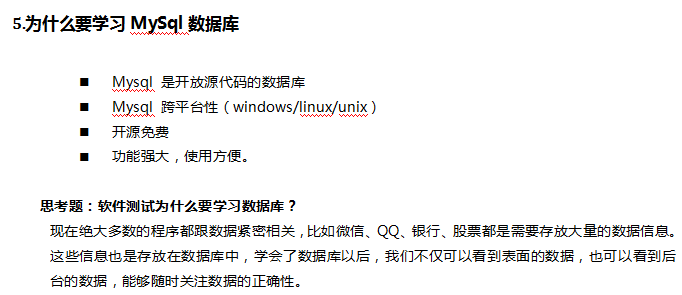 5.为什么要学习 MySql 数据库
■ Mysql 是开放源代码的数据库
■ Mysql 跨平台性（windows/linux/unix）
■ 开源免费
■ 功能强大，使用方便。
思考题：软件测试为什么要学习数据库？
现在绝大多数的程序都跟数据紧密相关，比如微信、QQ、银行、股票都是需要存放大量的数据信息。
这些信息也是存放在数据库中，学会了数据库以后，我们不仅可以看到表面的数据，也可以看到后
台的数据，能够随时关注数据的正确性。